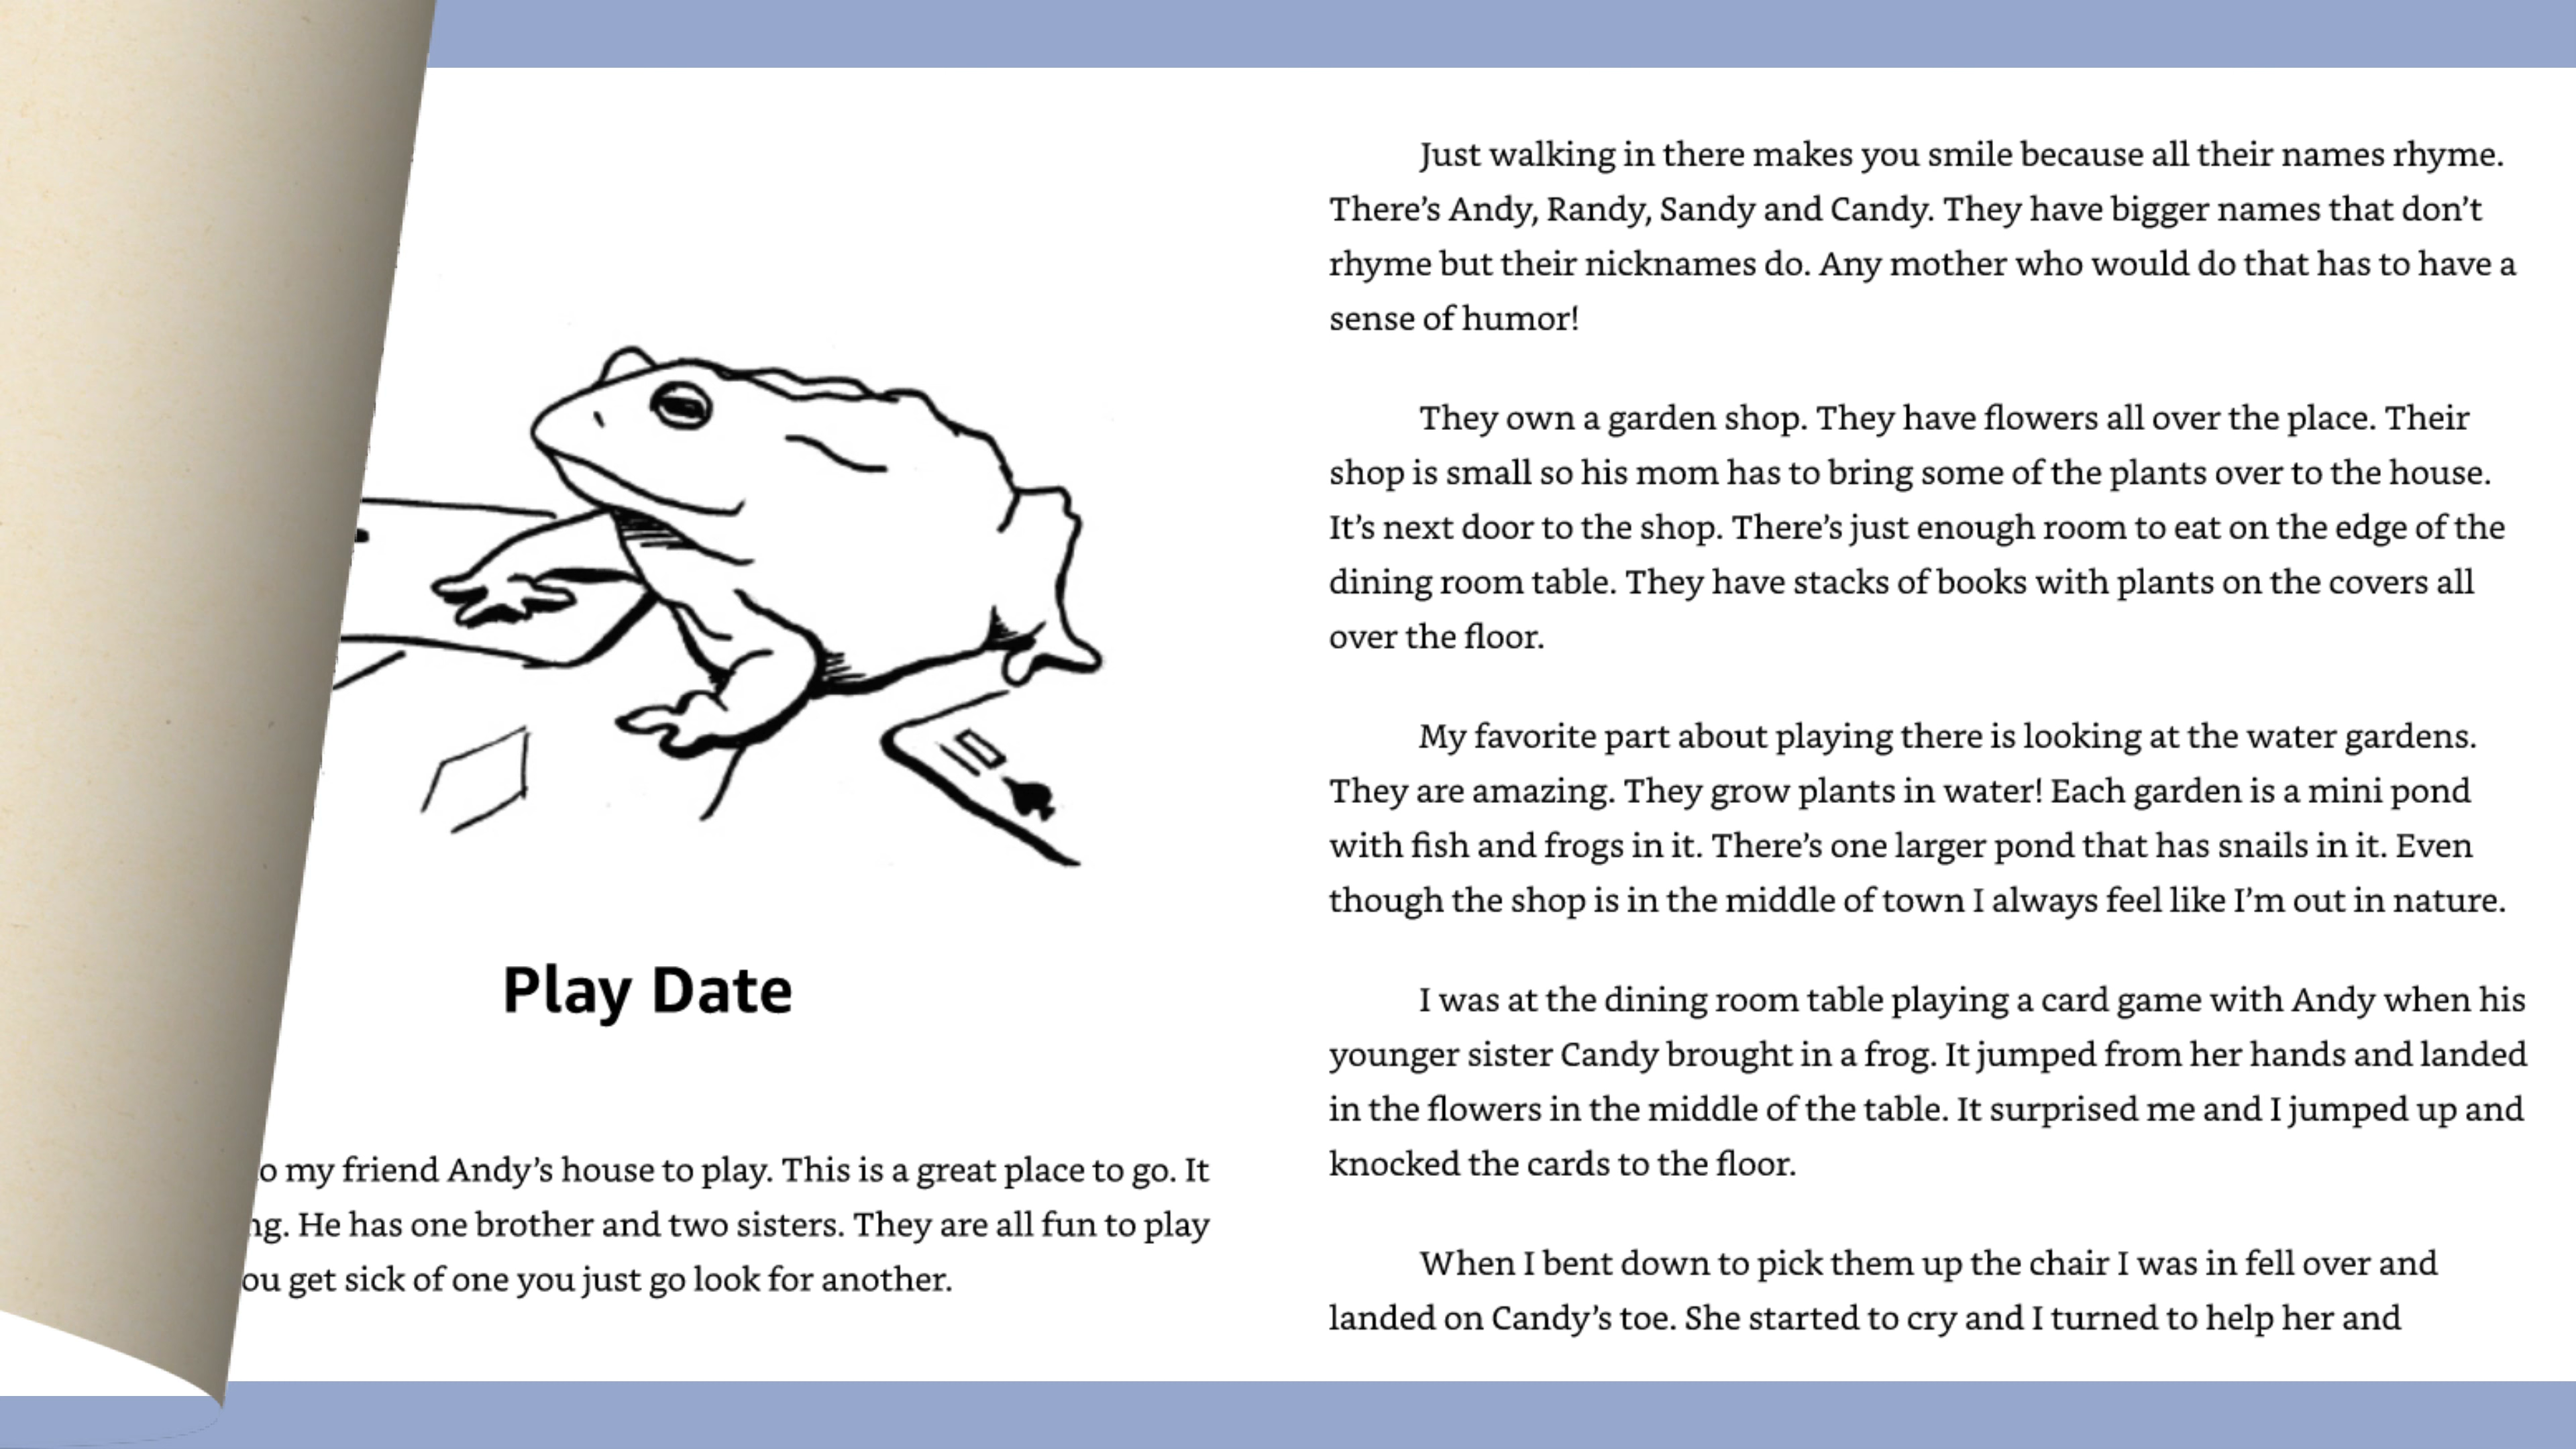 Play Date
my friend Andy’s house to play. This is a great place to go. It
He has one brother and two sisters. They are all fun to play
get sick of one you just go look for another.
Just walking in there makes you smile because all their names rhyme.
There’s Andy, Randy, Sandy and Candy. They have bigger names that don’t
rhyme but their nicknames do. Any mother who would do that has to have a
sense of humor!
They own a garden shop. They have flowers all over the place. Their
shop is small so his mom has to bring some of the plants over to the house.
It’s next door to the shop. There’s just enough room to eat on the edge of the
dining room table. They have stacks of books with plants on the covers all
over the floor.
My favorite part about playing there is looking at the water gardens.
They are amazing. They grow plants in water! Each garden is a mini pond
with fish and frogs in it. There’s one larger pond that has snails in it. Even
though the shop is in the middle of town I always feel like I’m out in nature.
I was at the dining room table playing a card game with Andy when his
younger sister Candy brought in a frog. It jumped from her hands and landed
in the flowers in the middle of the table. It surprised me and I jumped up and
knocked the cards to the floor.
When I bent down to pick them up the chair I was in fell over and
landed on Candy’s toe. She started to cry and I turned to help her and